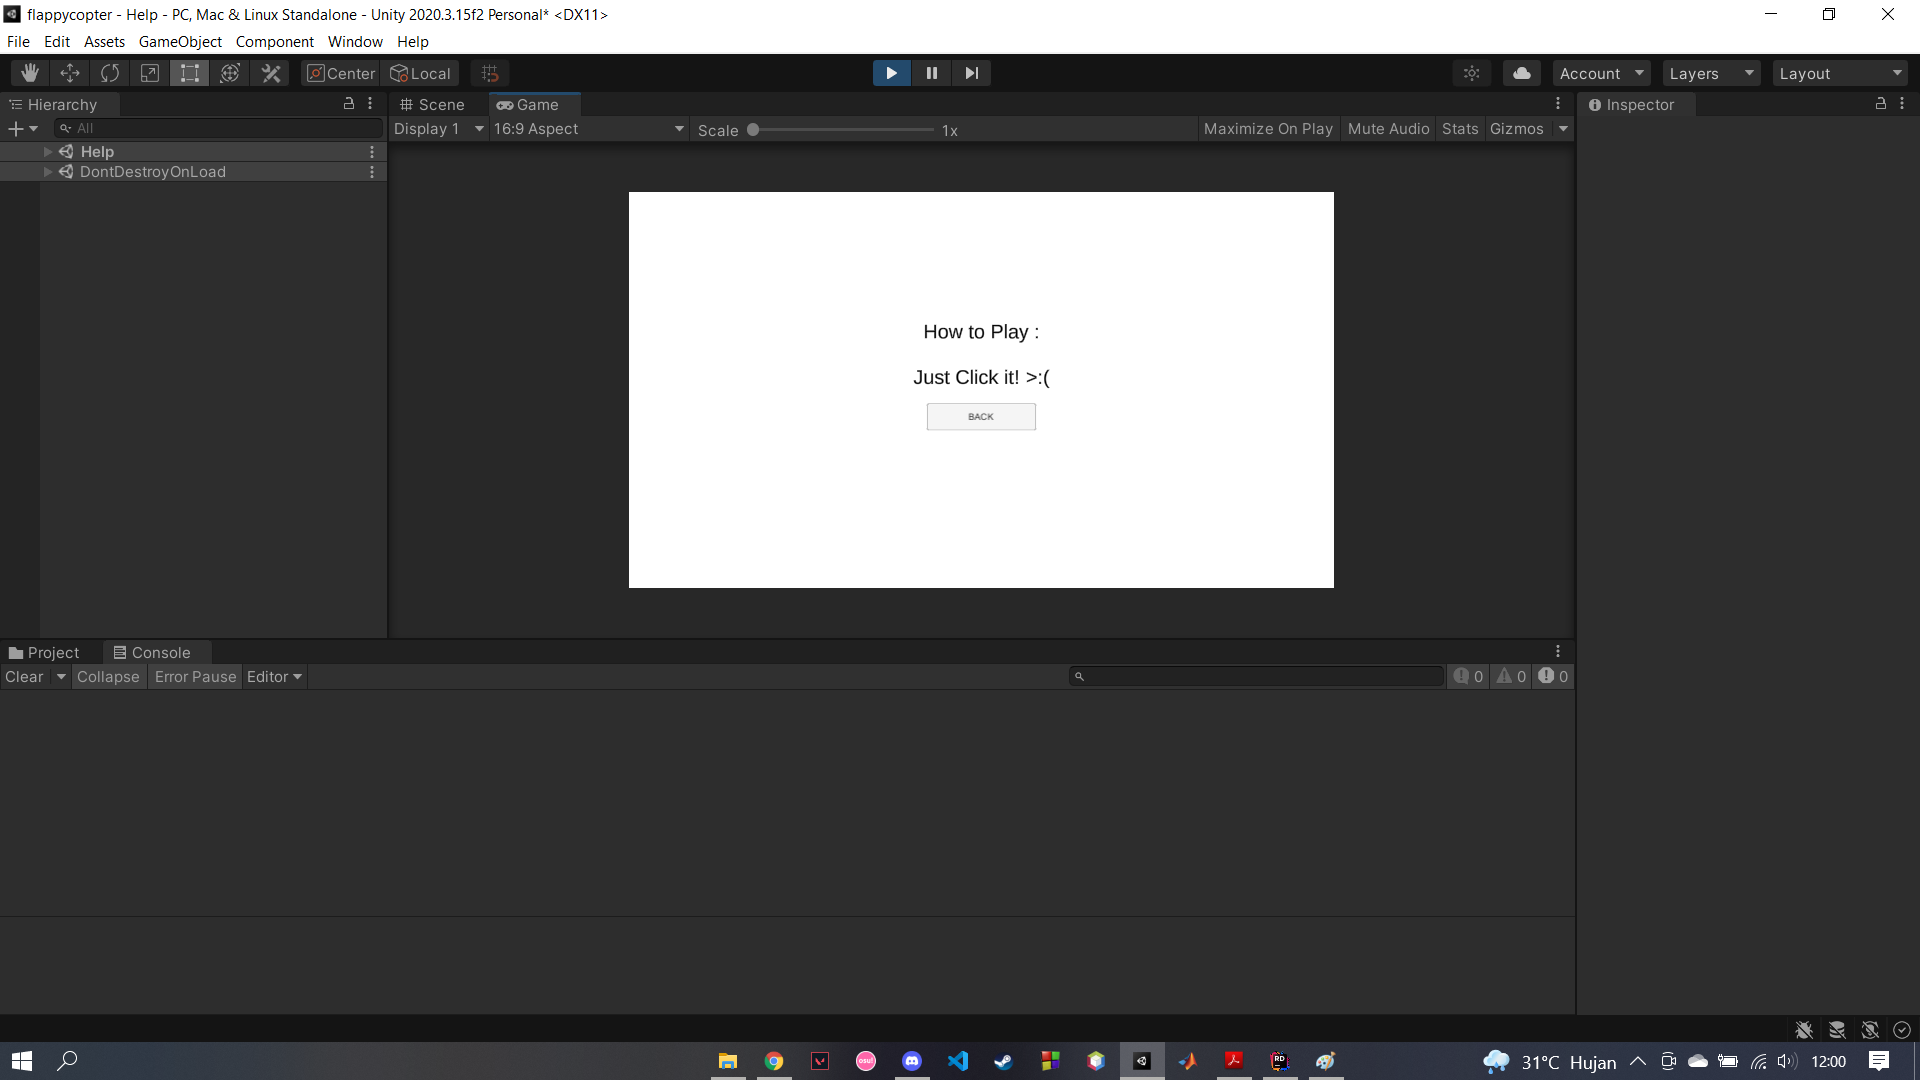 flappycopter - Help - PC, Mac & Linux Standalone - Unity 2020.3.15f2 Personal* <DX11>
File Edit Assets GameObject Component Window Help
Center Local Account Layers Layout
Hierarchy
All
Help
DontDestroyOnLoad
Scene Game
Display 1 16:9 Aspect Scale 1x Maximize On Play Mute Audio Stats Gizmos
How to Play :
Just Click it! >:(
BACK
Inspector
Project Console
Clear Collapse Error Pause Editor 0 0 0
osu! RD
31°C Hujan 12:00